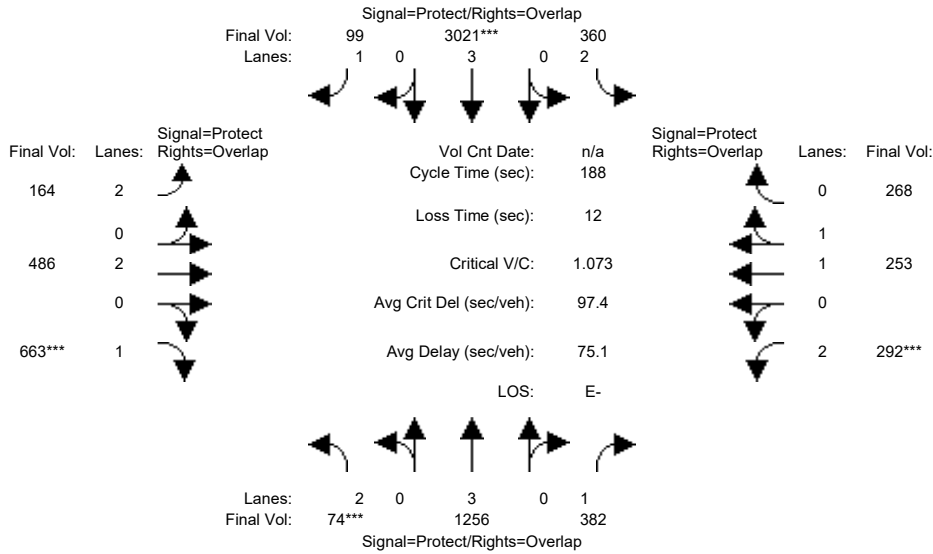 Signal=Protect/Rights=Overlap
Final Vol: 99 3021*** 360
Lanes: 1 0 3 0 2
Signal=Protect
Final Vol: Lanes: Rights=Overlap
Vol Cnt Date: n/a
Signal=Protect
Rights=Overlap Lanes: Final Vol:
Cycle Time (sec): 188
164 2
0 268
Loss Time (sec): 12
0
1
486 2
Critical V/C: 1.073
1 253
0
Avg Crit Del (sec/veh): 97.4
0
663*** 1
Avg Delay (sec/veh): 75.1
2 292***
LOS: E-
Lanes: 2 0 3 0 1
Final Vol: 74*** 1256 382
Signal=Protect/Rights=Overlap